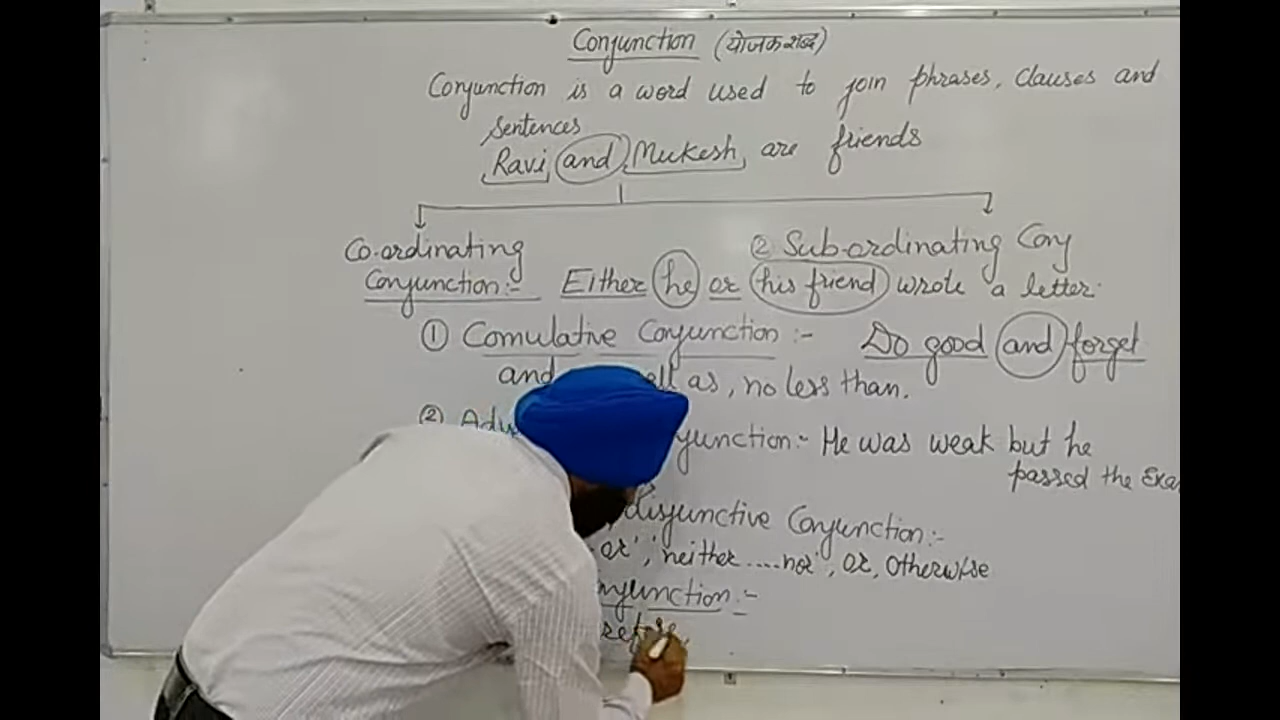 Conjunction (योजक शब्द)
Conjunction is a word used to join phrases, clauses and
sentences
Ravi and Mukesh, are friends
Co-ordinating
Conjunction:-
② Sub-ordinating Conj
Either he or his friend wrote a letter.
① Comulative Conjunction :- Do good and forget
and as, no less than.
② :- He was weak but he
passed the Exa
disjunctive Conjunction:-
or', 'neither....nor', or, otherwise
:-